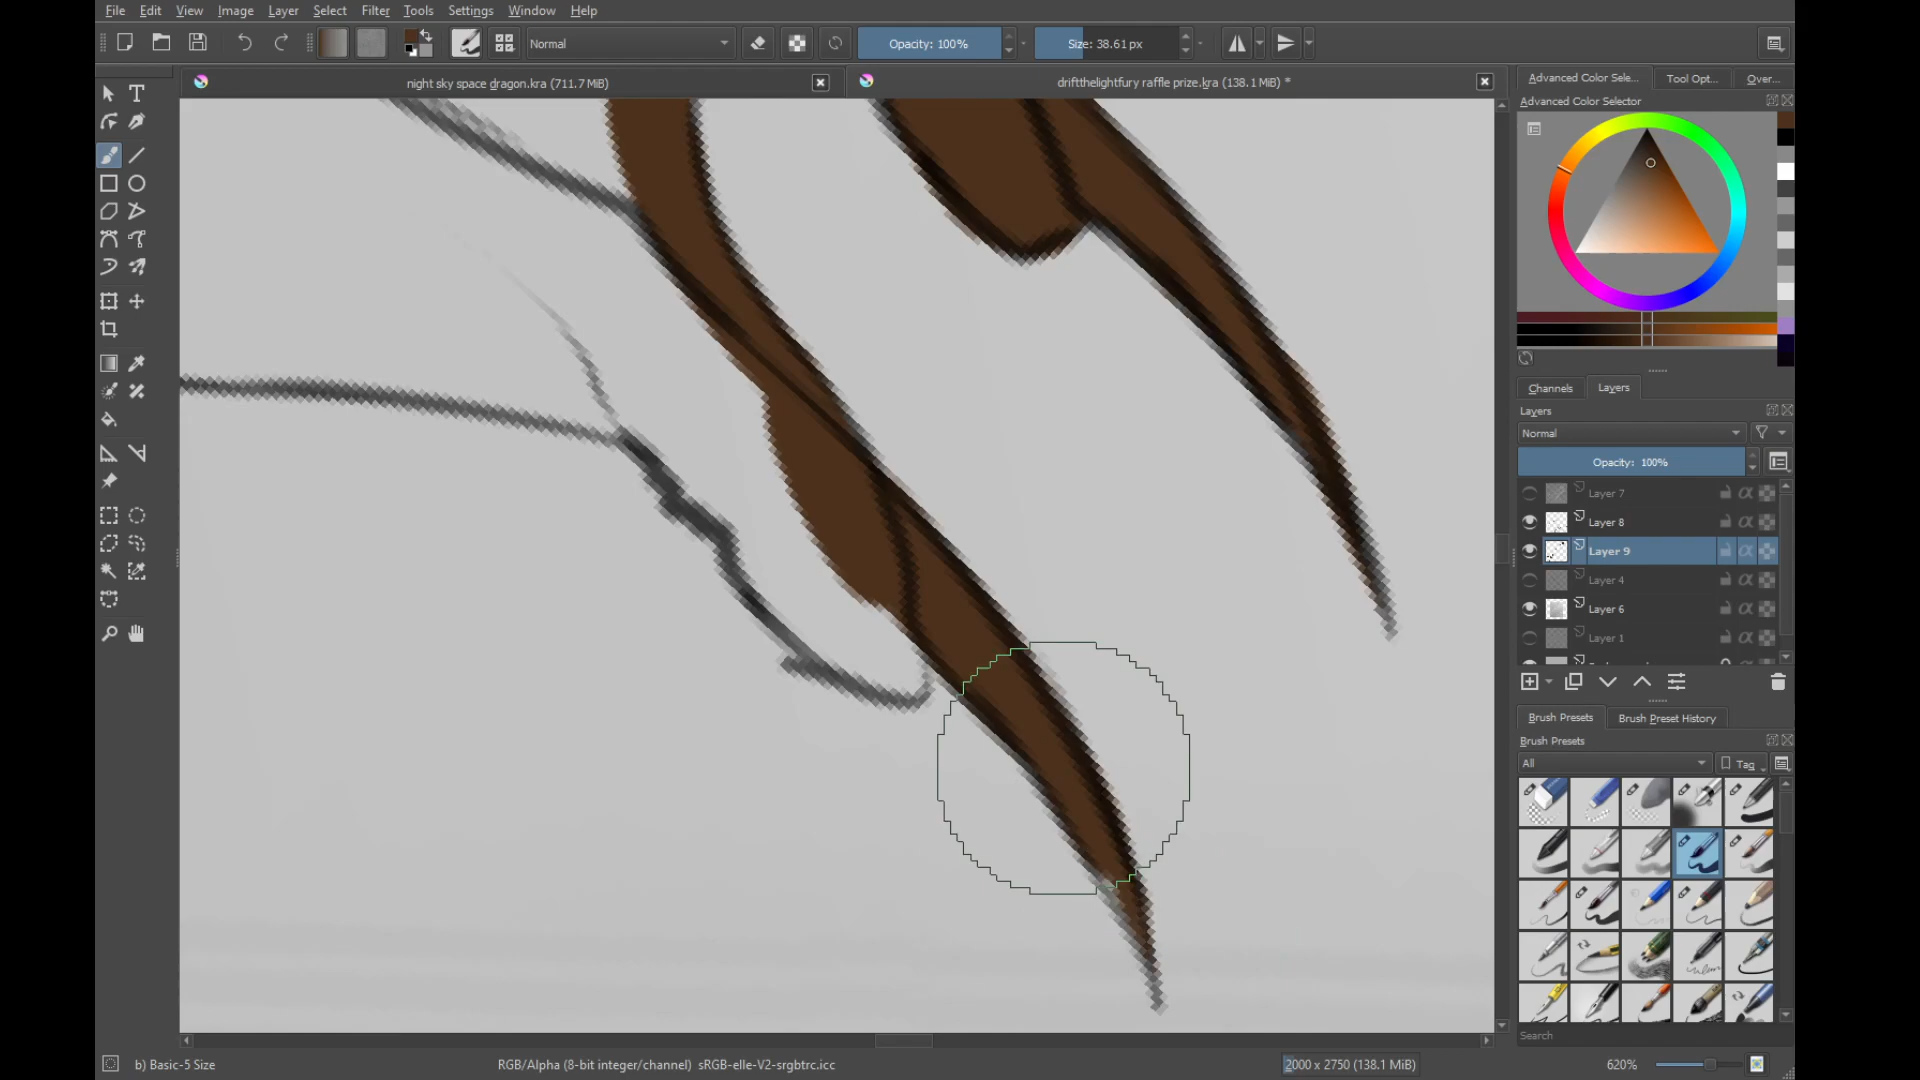 File Edit View Image Layer Select Filter Tools Settings Window Help
Normal
Opacity: 100%
Size: 38.61 px
night sky space dragon.kra (711.7 MiB)
driftthelightfury raffle prize.kra (138.1 MiB) *
Advanced Color Sele...
Tool Opt...
Over...
Advanced Color Selector
Channels
Layers
Layers
Normal
Opacity: 100%
Layer 7
Layer 8
Layer 9
Layer 4
Layer 6
Layer 1
Brush Presets
Brush Preset History
Brush Presets
All
Tag
Search
b) Basic-5 Size
RGB/Alpha (8-bit integer/channel) sRGB-elle-V2-srgbtrc.icc
2000 x 2750 (138.1 MiB)
620%